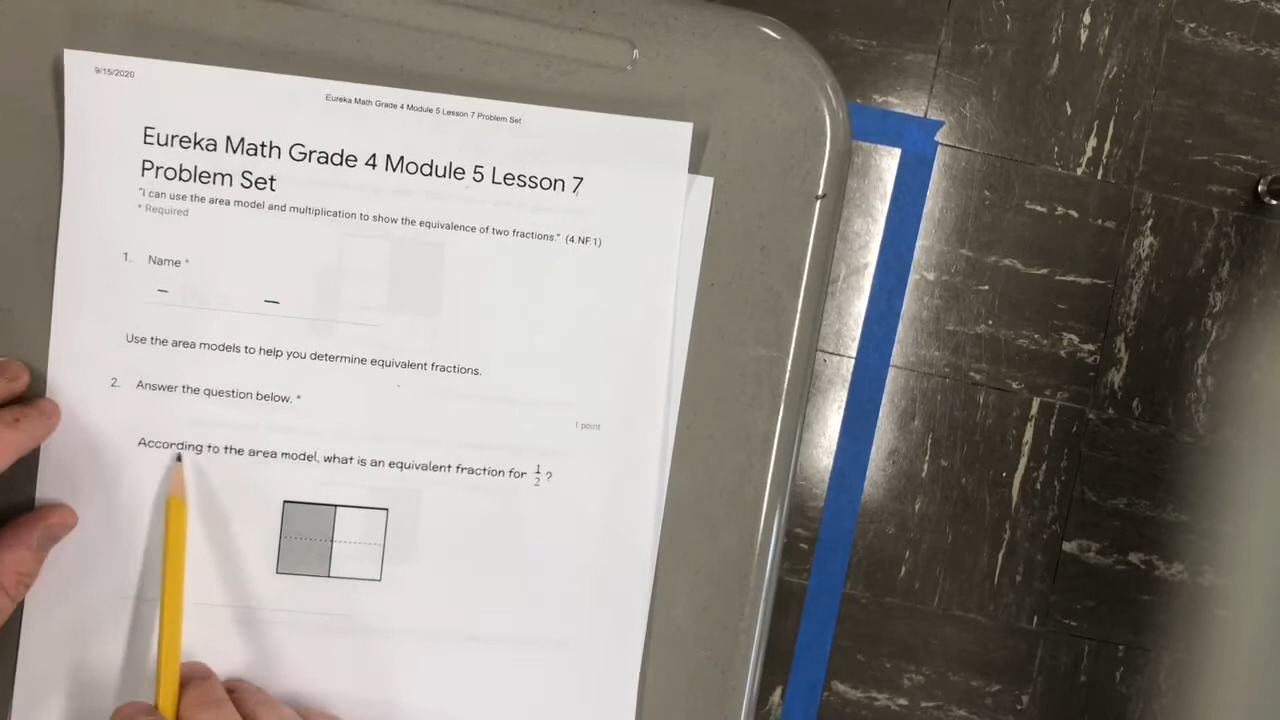 9/15/2020
Eureka Math Grade 4 Module 5 Lesson 7 Problem Set
Eureka Math Grade 4 Module 5 Lesson 7
Problem Set
"I can use the area model and multiplication to show the equivalence of two fractions." (4.NF.1)
* Required
1. Name *
Use the area models to help you determine equivalent fractions.
2. Answer the question below. *
1 point
According to the area model, what is an equivalent fraction for 1/2?